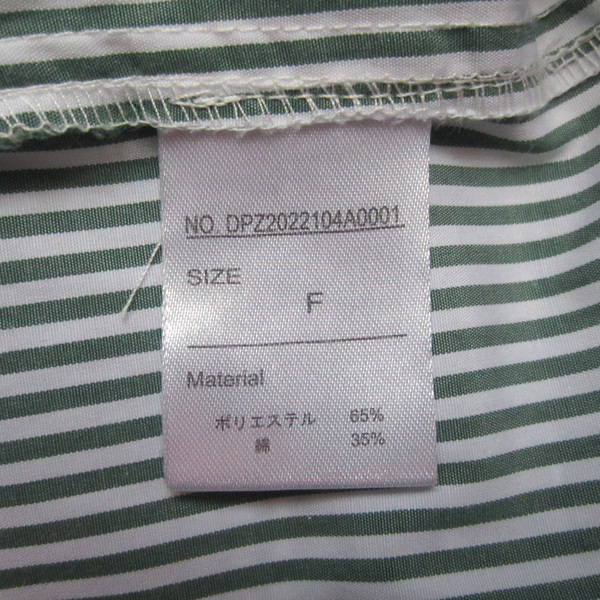 NO. DPZ2022104A0001
SIZE
F
Material
ポリエステル 65%
綿 35%